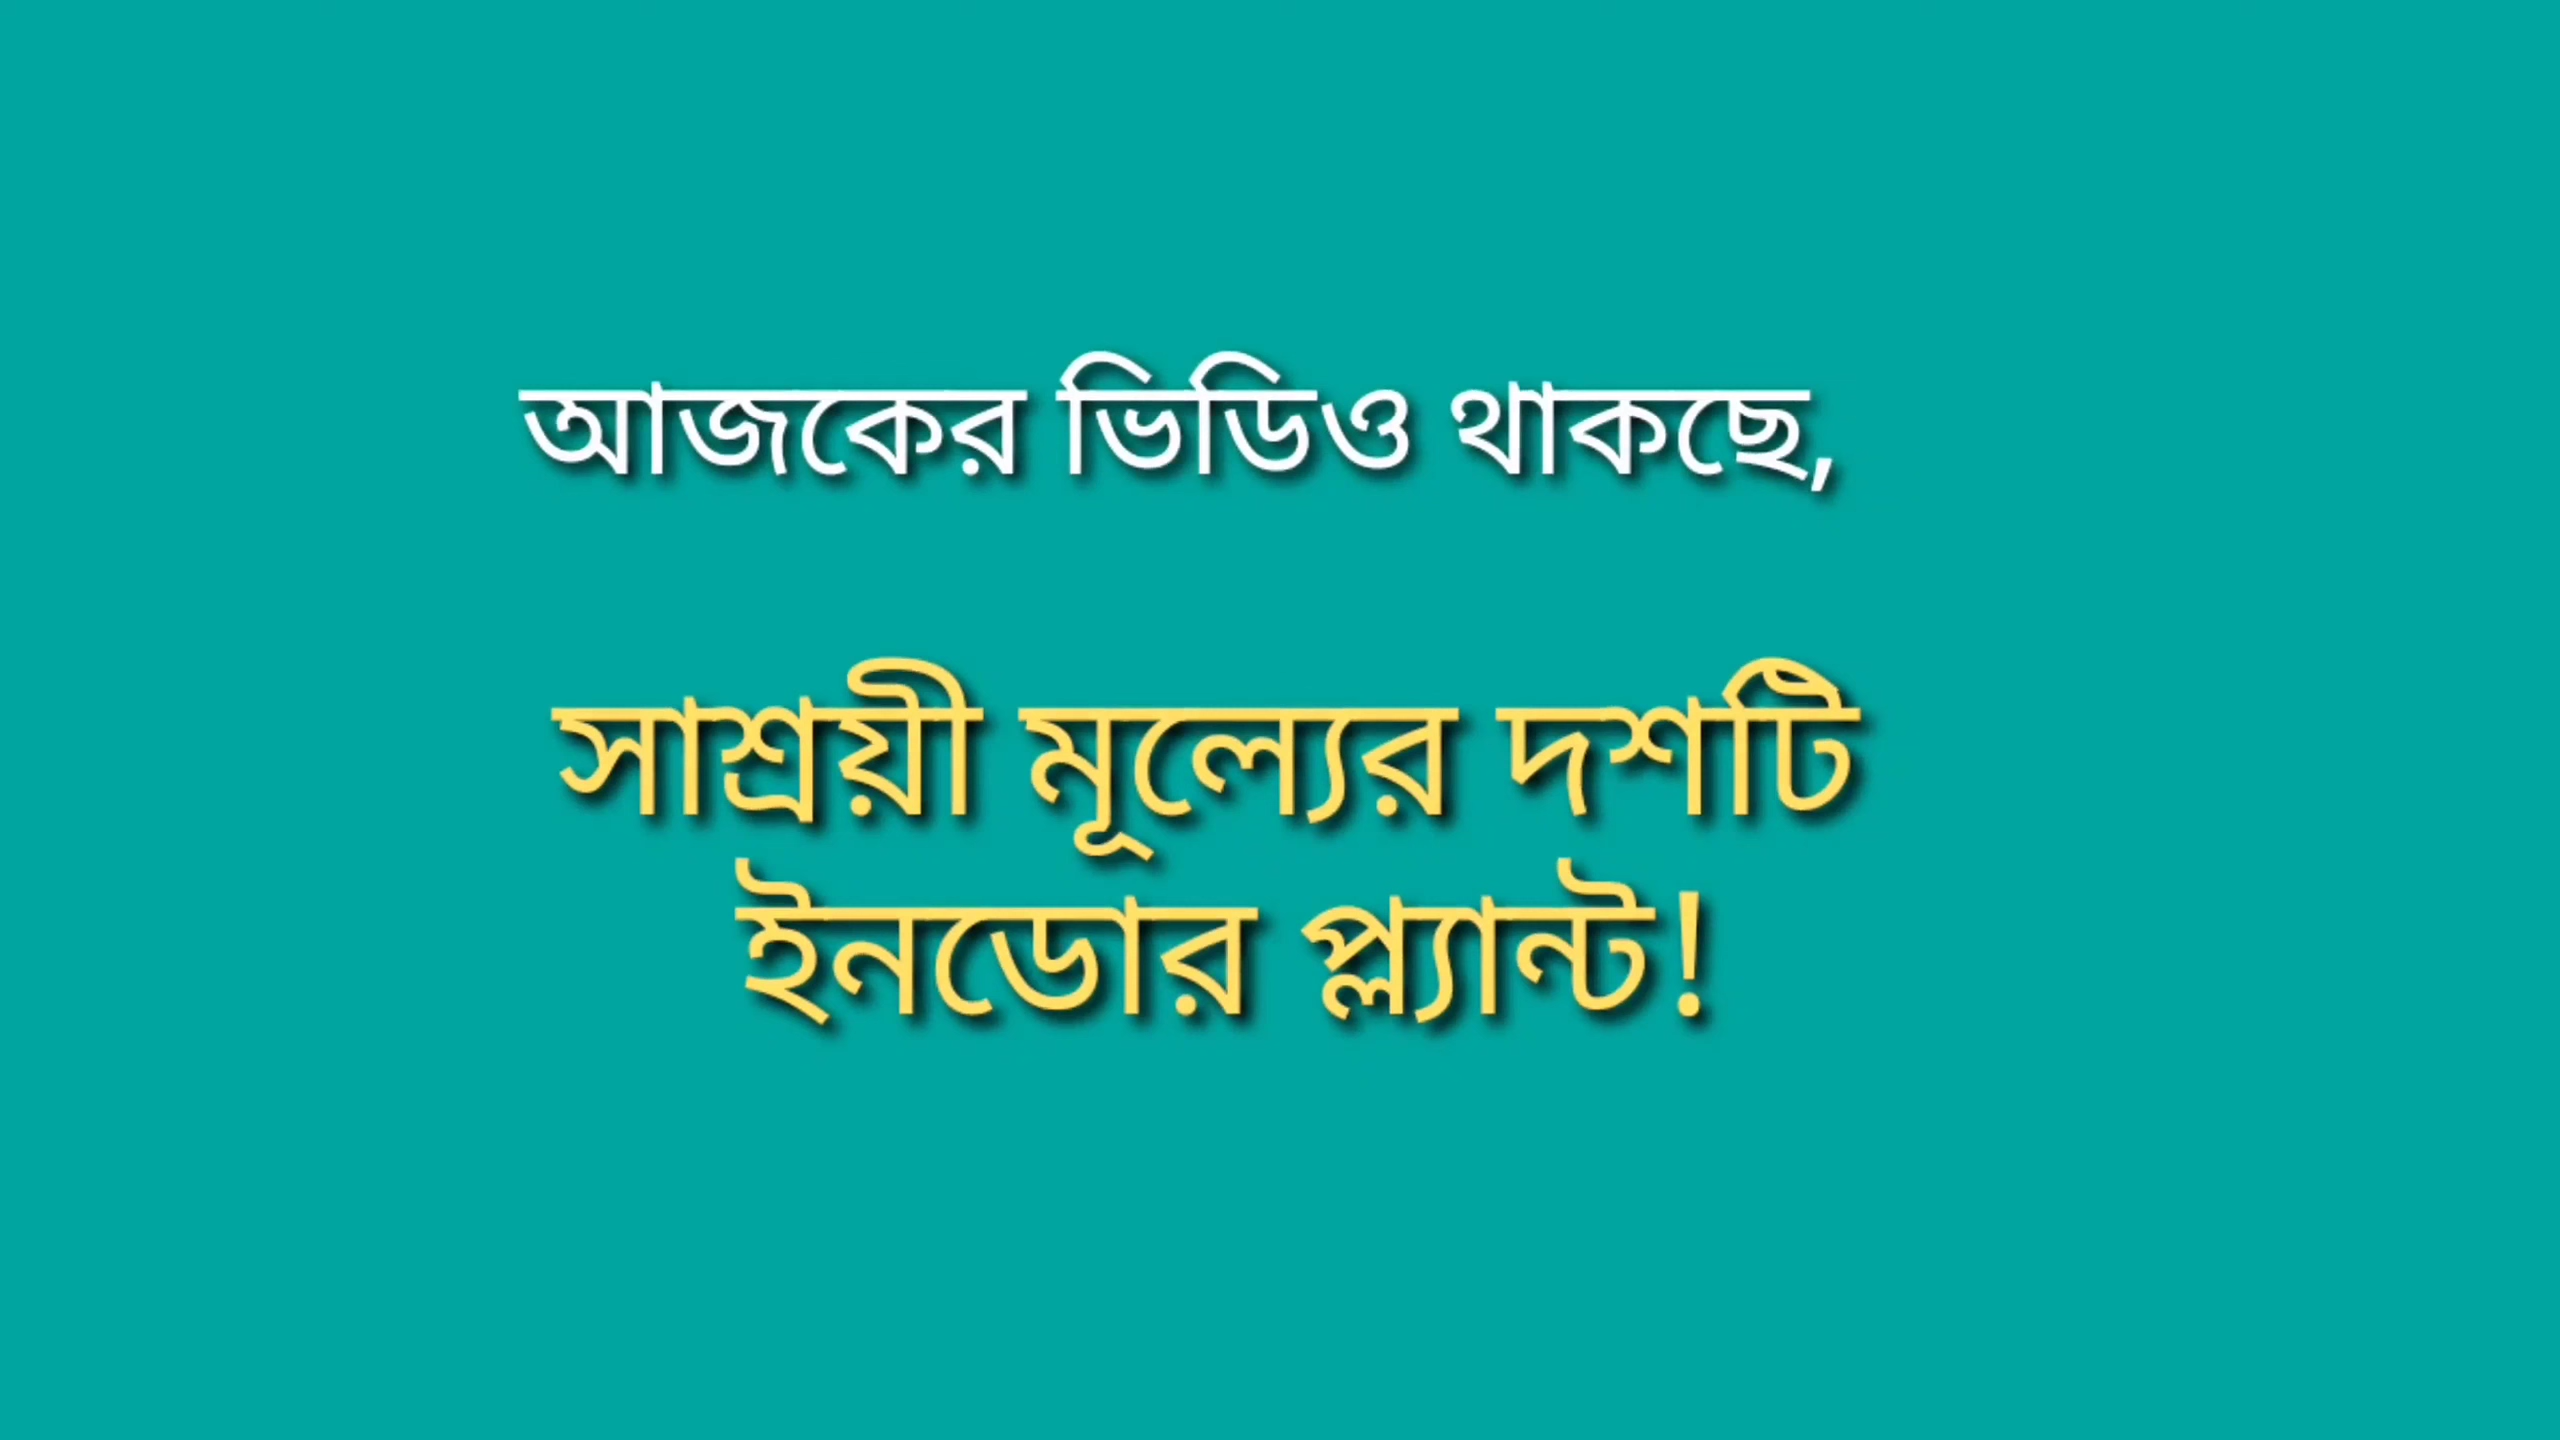 আজকের ভিডিও থাকছে,
সাশ্রয়ী মূল্যের দশটি
ইনডোর প্ল্যান্ট!